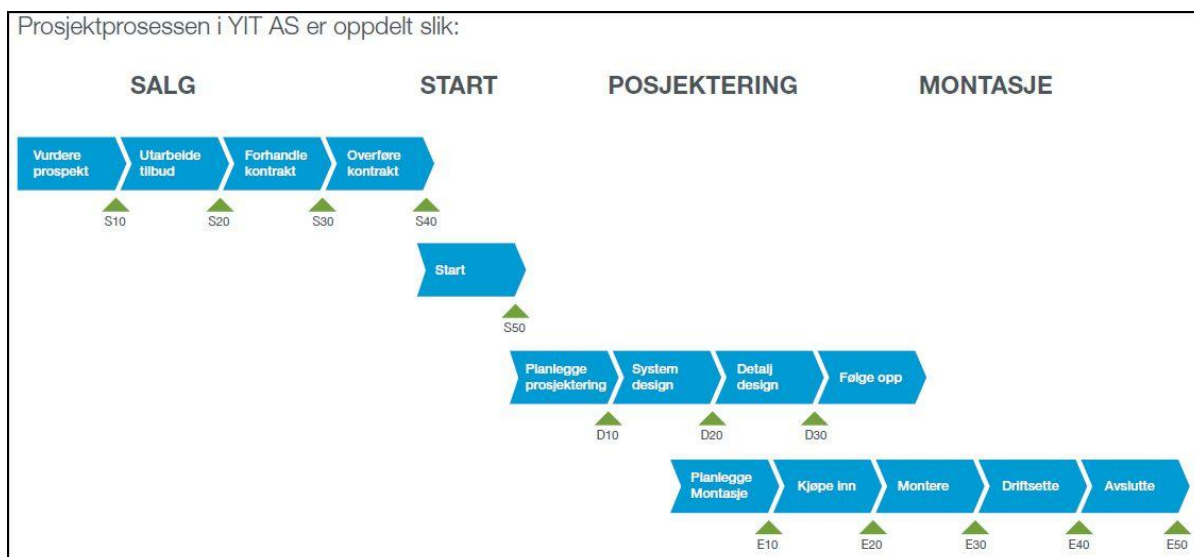 Prosjektprosessen i YIT AS er oppdelt slik:
SALG START POSJEKTERING MONTASJE
Vurdere
prospekt
Utarbeide
tilbud
Forhandle
kontrakt
Overføre
kontrakt
S10 S20 S30 S40
Start
S50
Planlegge
prosjektering
System
design
Detalj
design
Følge opp
D10 D20 D30
Planlegge
Montasje
Kjøpe inn
Montere
Driftsette
Avslutte
E10 E20 E30 E40 E50